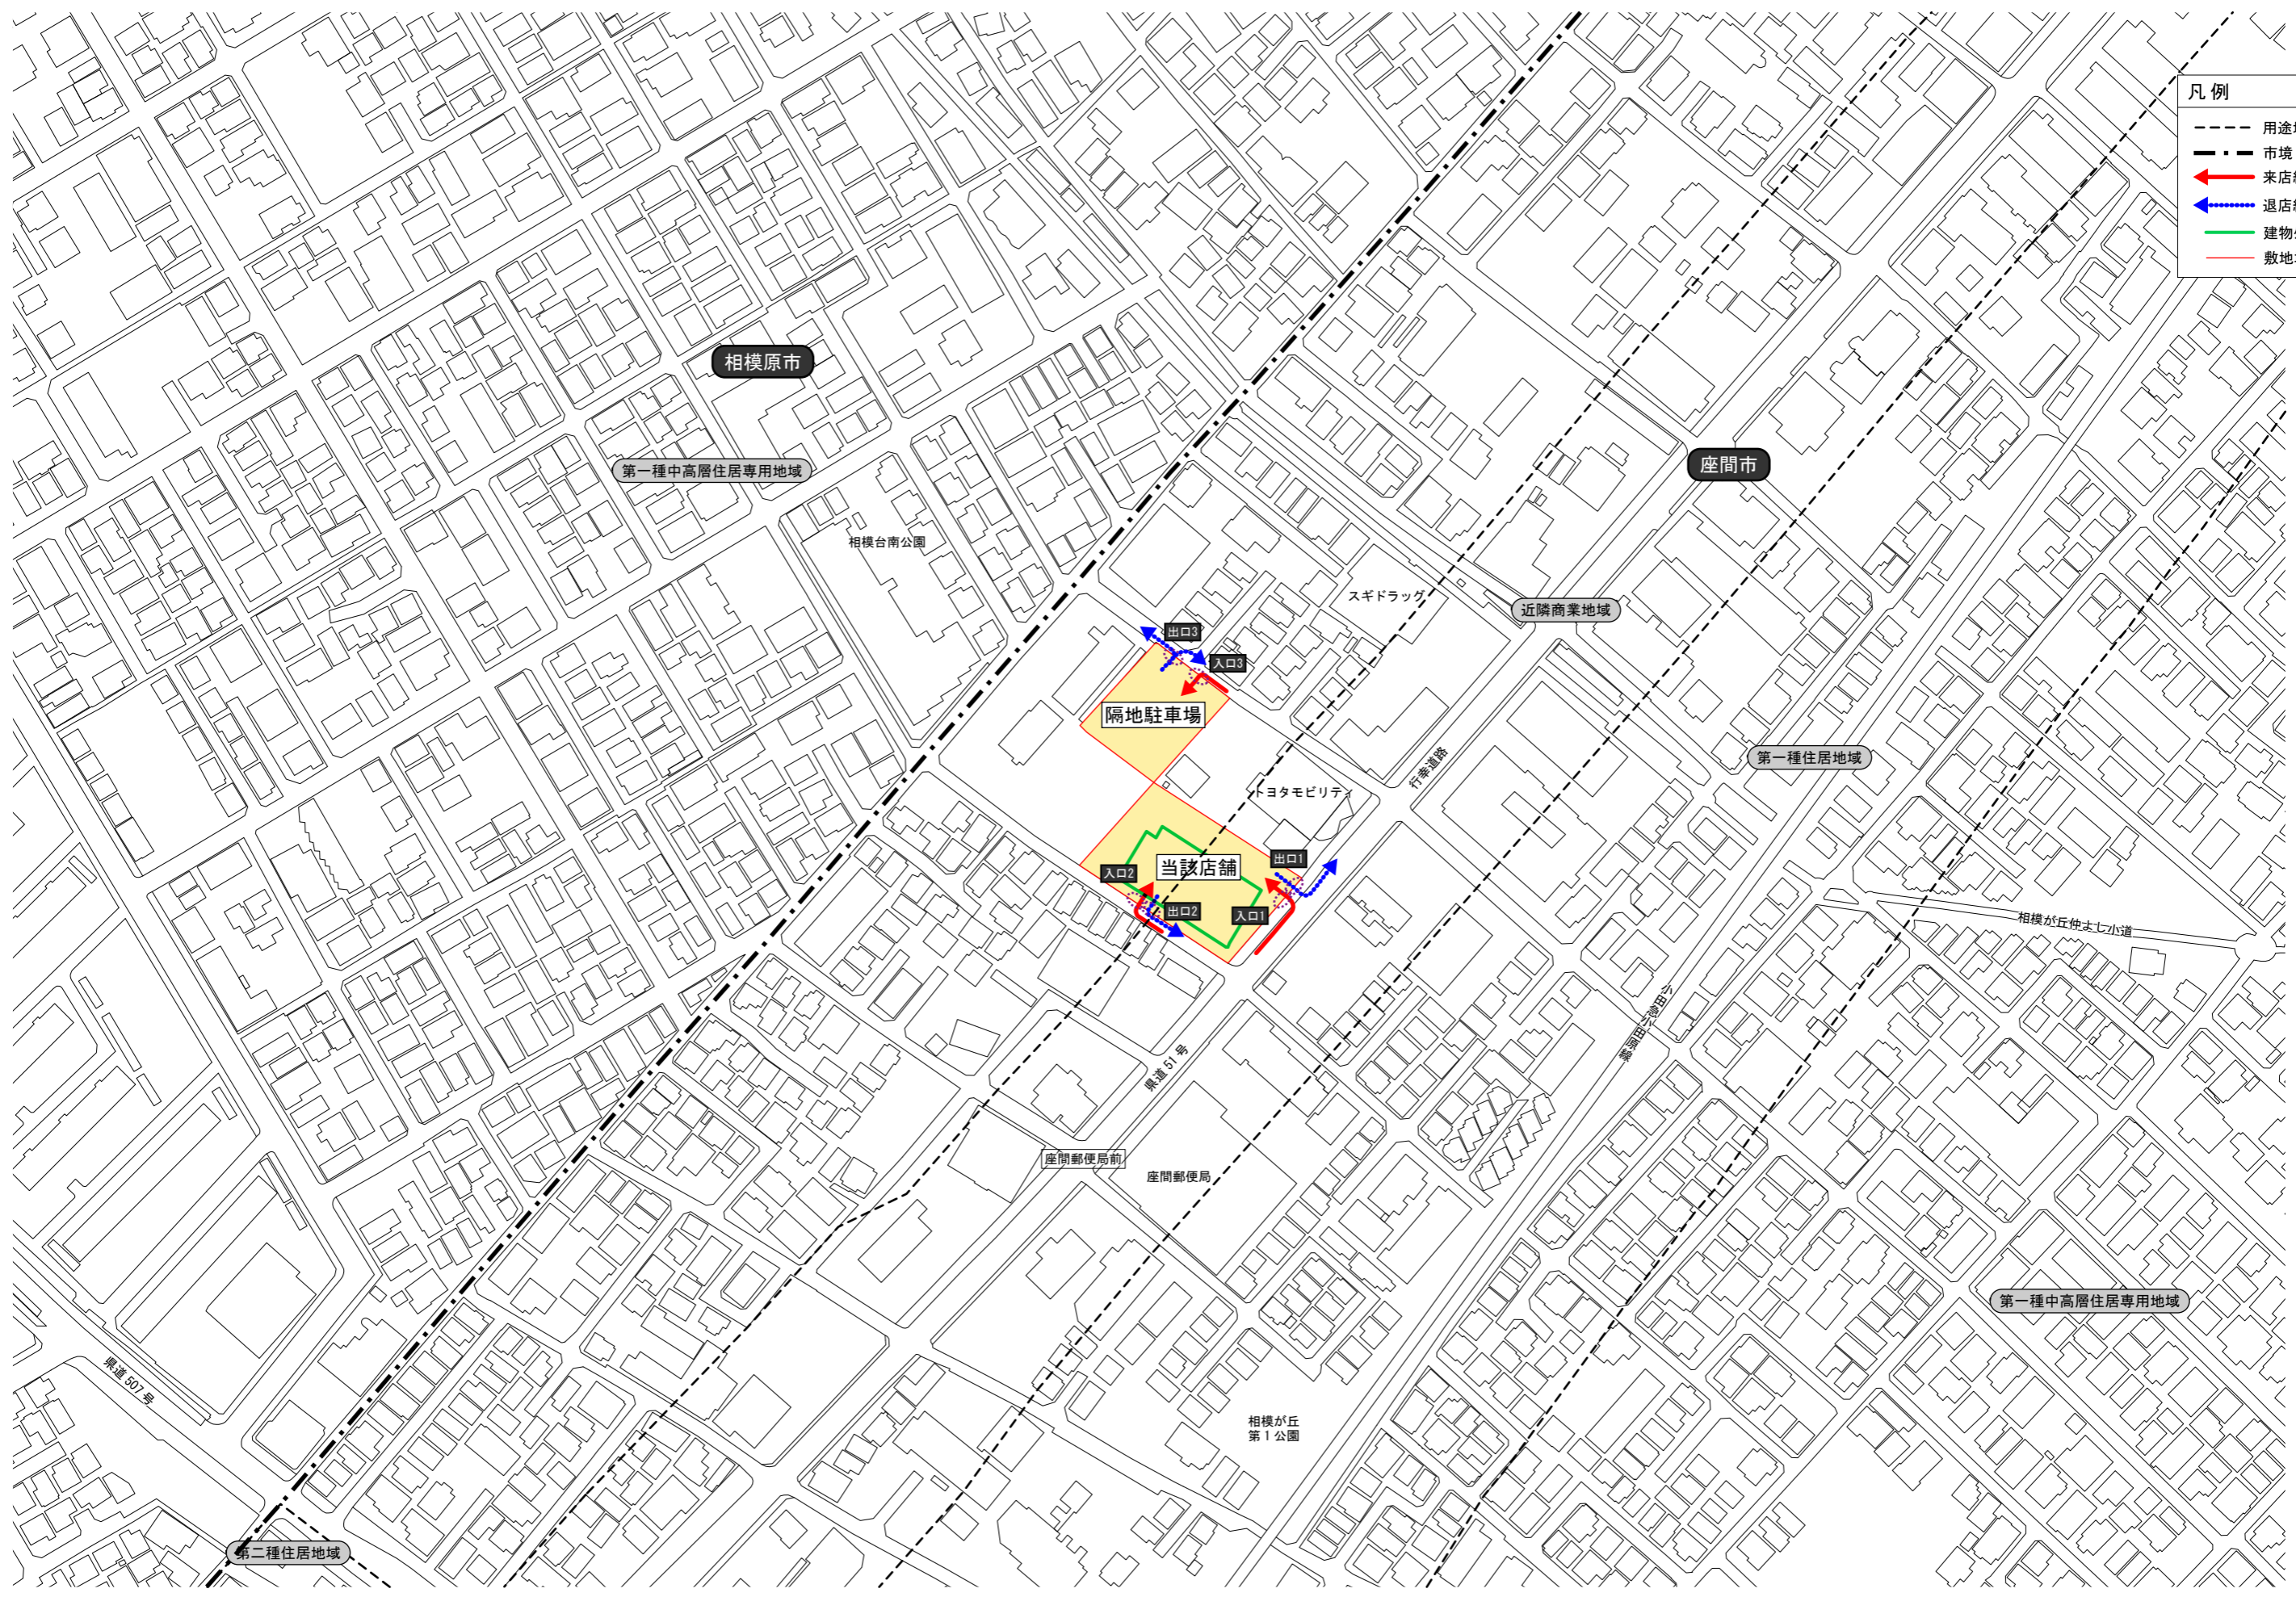 凡 例
用途
市境
来店
退店
建物
敷地
相模原市
第一種中高層住居専用地域
座間市
相模台南公園
スギドラッグ
近隣商業地域
出口3
入口3
隔地駐車場
行幸道路
第一種住居地域
トヨタモビリティ
当該店舗
出口1
入口2
出口2
入口1
相模が丘仲よし小道
小田急小田原線
県道 51 号
座間郵便局前
座間郵便局
第一種中高層住居専用地域
県道 507 号
相模が丘
第１公園
第二種住居地域